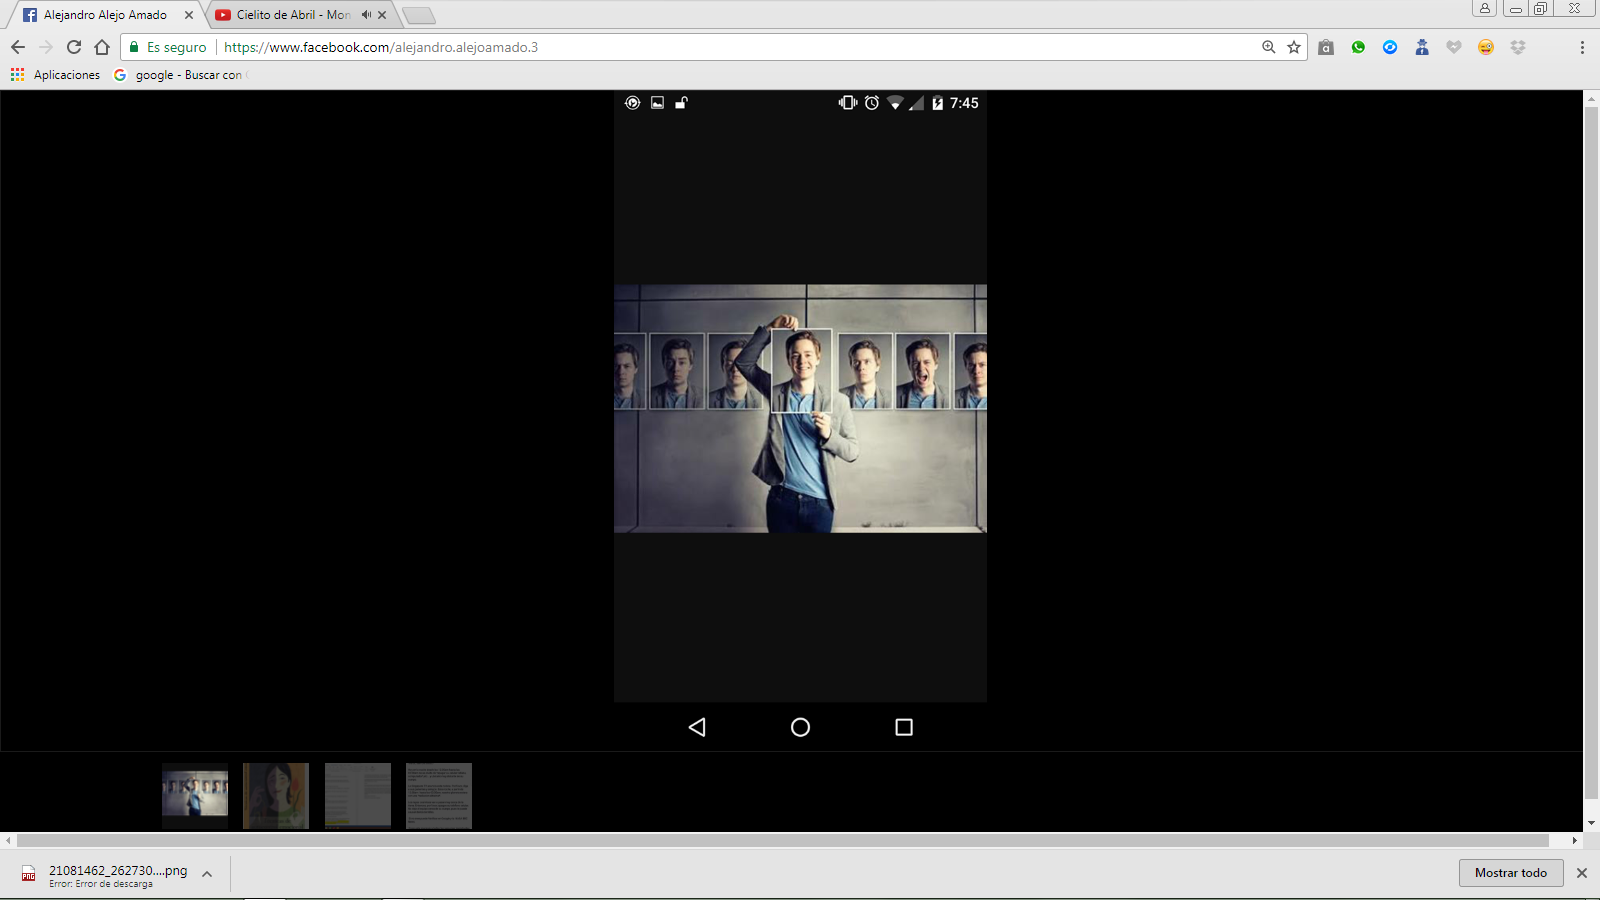 Alejandro Alejo Amado
Cielito de Abril - Mon
Es seguro
https://www.facebook.com/alejandro.alejoamado.3
Aplicaciones
google - Buscar con
7:45
21081462_262730....png
Error: Error de descarga
Mostrar todo